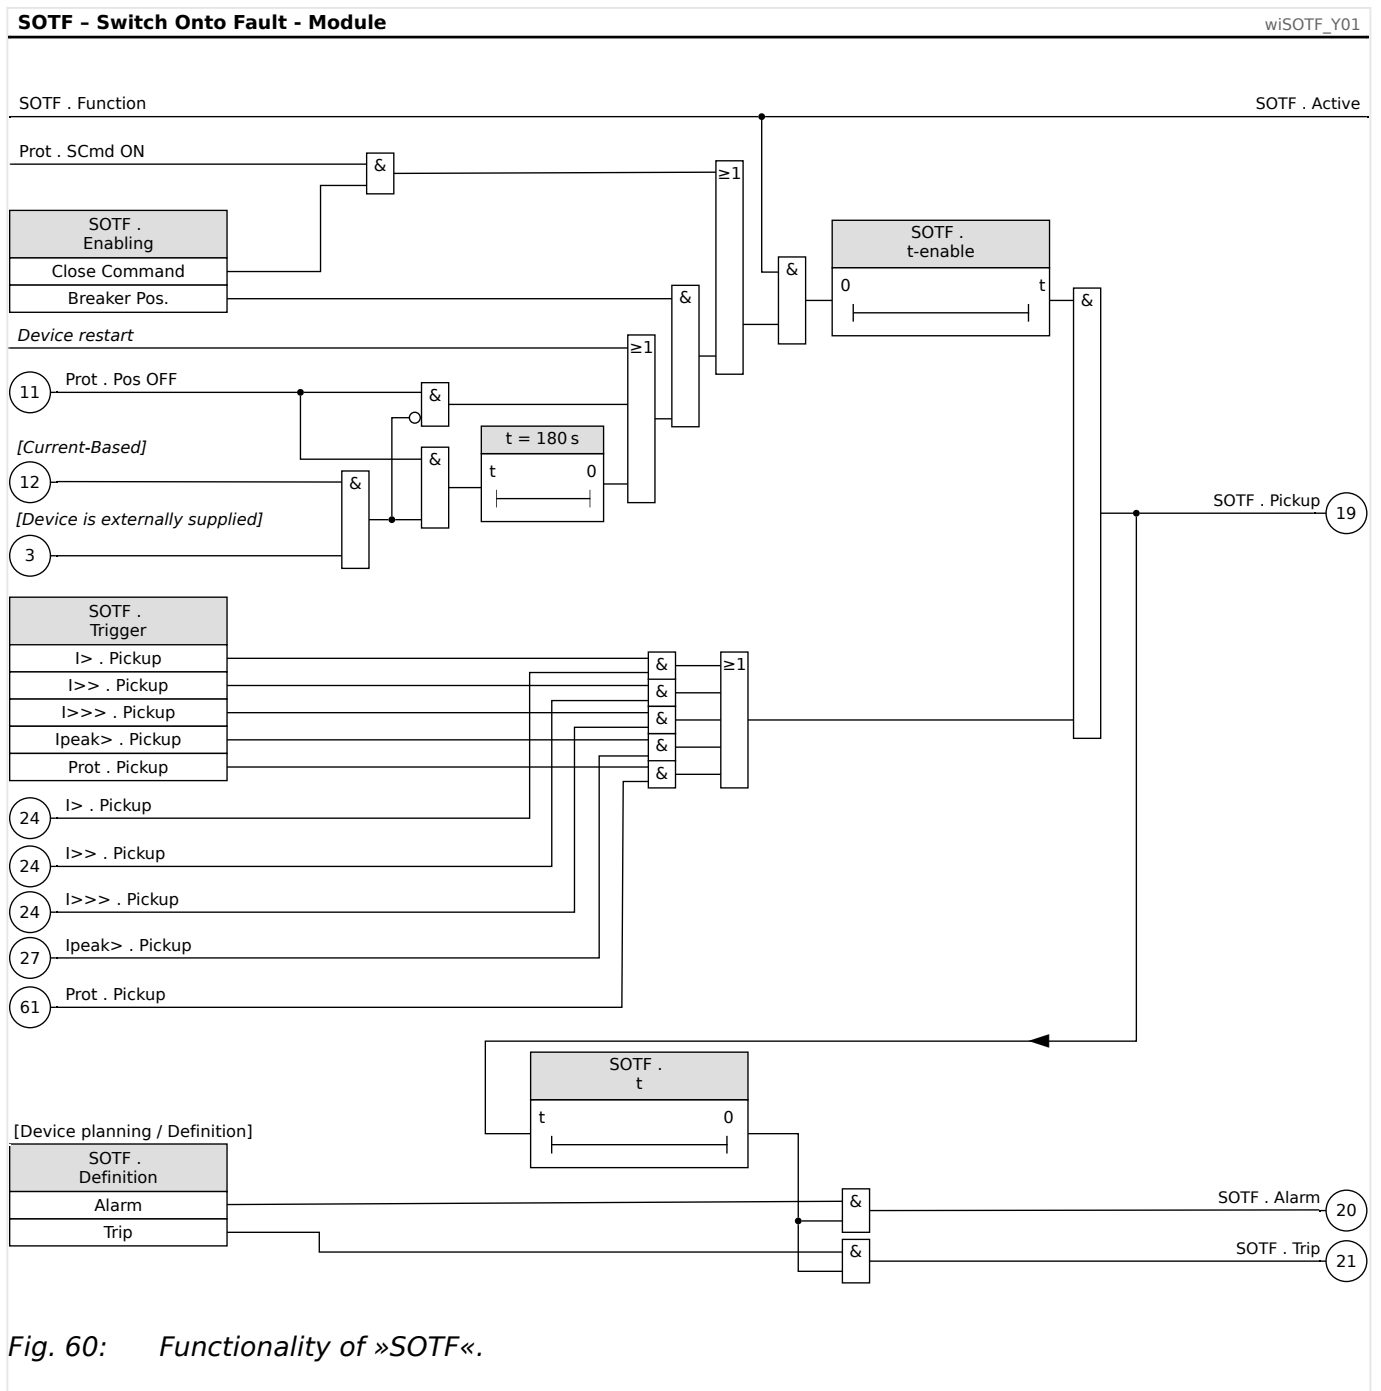 SOTF – Switch Onto Fault - Module
wiSOTF_Y01
SOTF . Function
SOTF . Active
Prot . SCmd ON
&
≥1
SOTF .
Enabling
Close Command
Breaker Pos.
SOTF .
t-enable
0
t
&
&
&
Device restart
≥1
11
Prot . Pos OFF
&
[Current-Based]
12
&
&
t = 180 s
t
0
[Device is externally supplied]
3
SOTF . Pickup
19
SOTF .
Trigger
I> . Pickup
I>> . Pickup
I>>> . Pickup
Ipeak> . Pickup
Prot . Pickup
&
&
&
&
&
≥1
24
I> . Pickup
24
I>> . Pickup
24
I>>> . Pickup
27
Ipeak> . Pickup
61
Prot . Pickup
SOTF .
t
t
0
[Device planning / Definition]
SOTF .
Definition
Alarm
Trip
&
&
SOTF . Alarm
20
SOTF . Trip
21
Fig. 60: Functionality of »SOTF«.